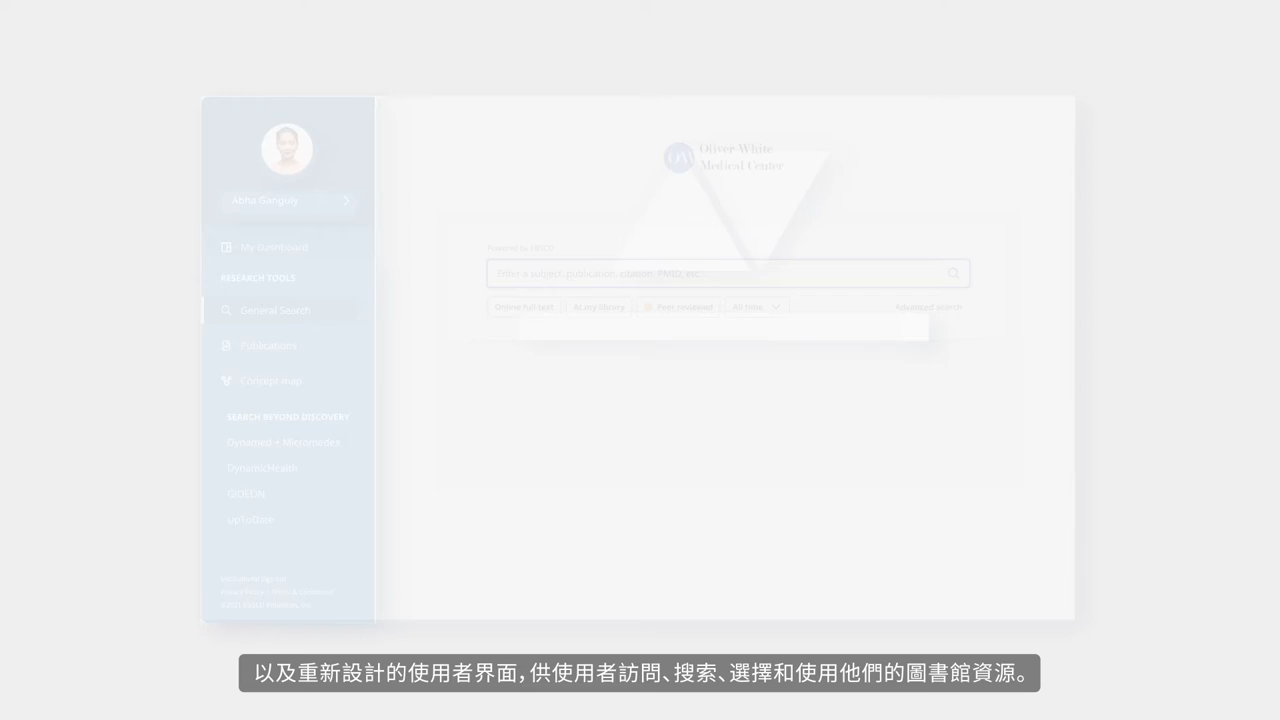 Oliver White
Medical Center
Abha Ganguly
My Dashboard
RESEARCH TOOLS
General Search
Publications
Concept map
SEARCH BEYOND DISCOVERY
Dynamed + Micromedex
DynamicHealth
GIDEON
UpToDate
Powered by EBSCO
Enter a subject, publication, citation, PMID, etc...
Online full text
At my library
Peer reviewed
All time
Advanced search
以及重新設計的使用者界面，供使用者訪問、搜索、選擇和使用他們的圖書館資源。